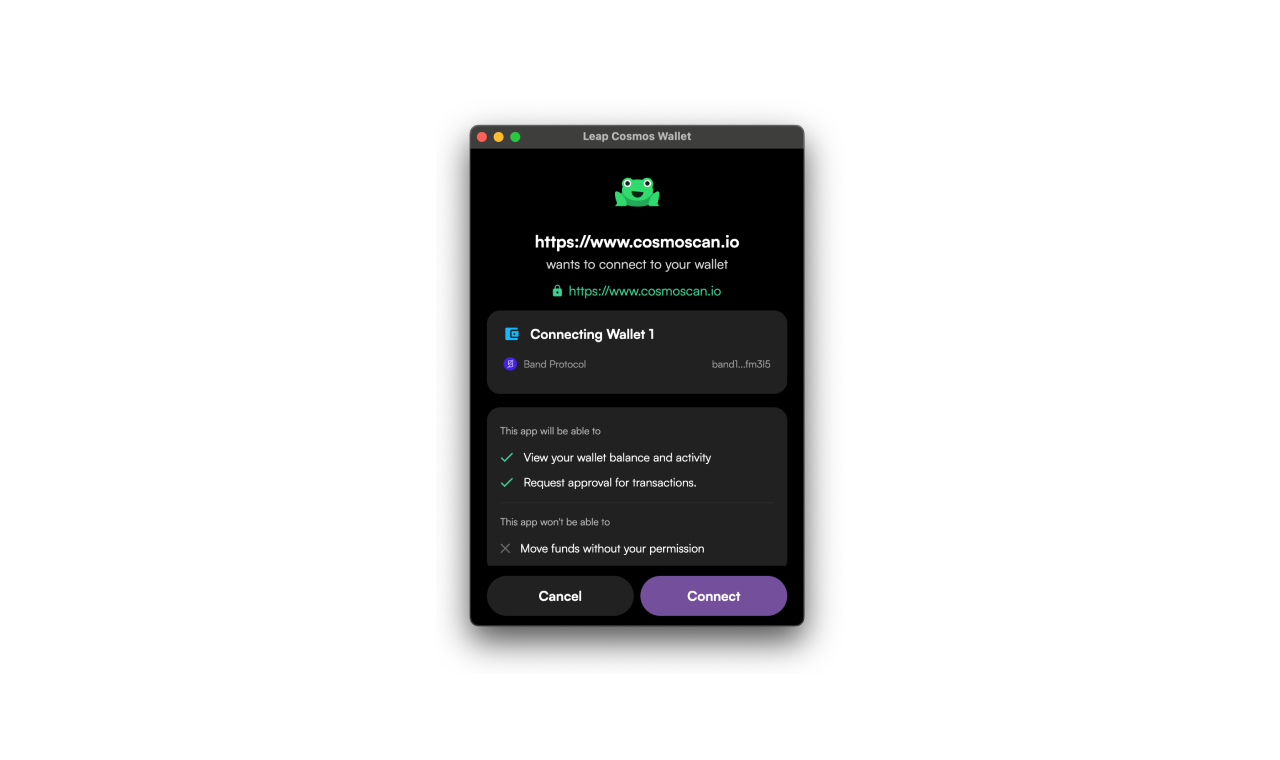 Leap Cosmos Wallet
https://www.cosmoscan.io
wants to connect to your wallet
https://www.cosmoscan.io
Connecting Wallet 1
Band Protocol band1...fm3l5
This app will be able to
View your wallet balance and activity
Request approval for transactions.
This app won't be able to
Move funds without your permission
Cancel Connect